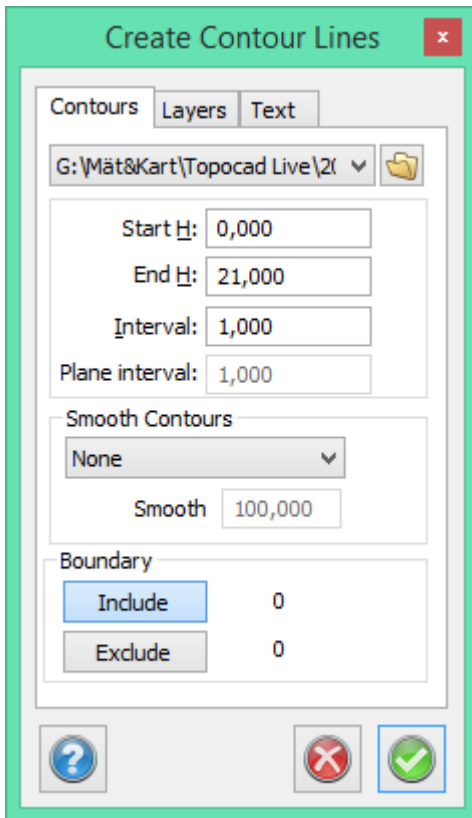 Create Contour Lines
x
Contours Layers Text
G:\Mät&Kart\Topocad Live\20
Start H: 0,000
End H: 21,000
Interval: 1,000
Plane interval: 1,000
Smooth Contours
None
Smooth 100,000
Boundary
Include 0
Exclude 0
?